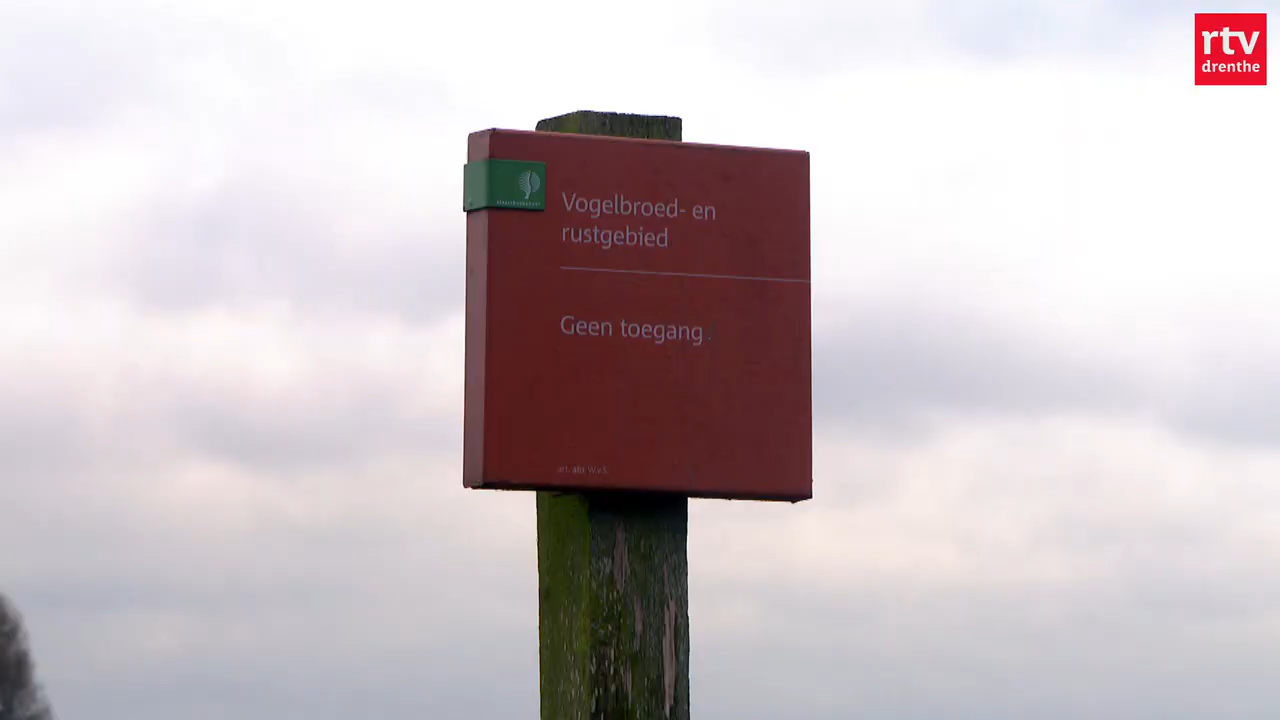 rtv
drenthe
Vogelbroed- en
rustgebied
Geen toegang